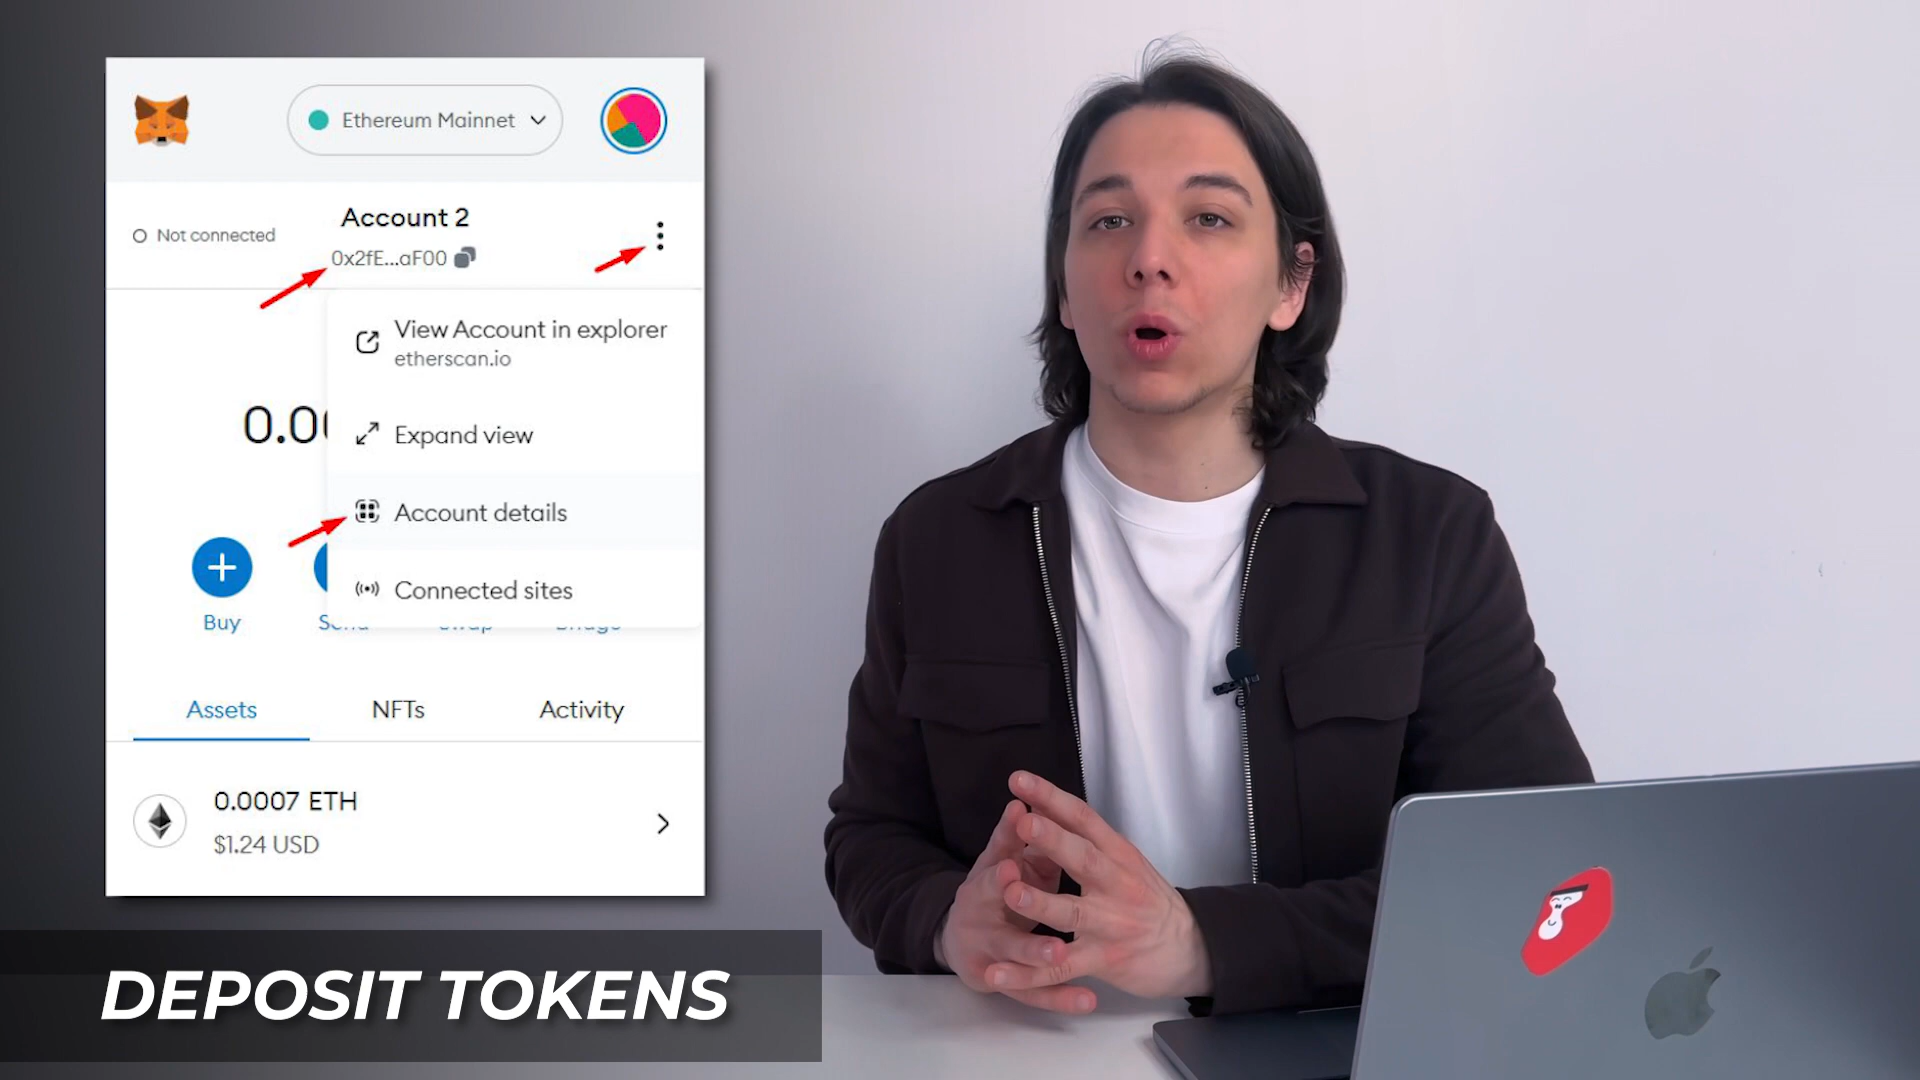 Ethereum Mainnet
Not connected
Account 2
0x2fE...aF00
View Account in explorer
etherscan.io
0.0
Expand view
Account details
Connected sites
Buy
Assets
NFTs
Activity
0.0007 ETH
$1.24 USD
DEPOSIT TOKENS